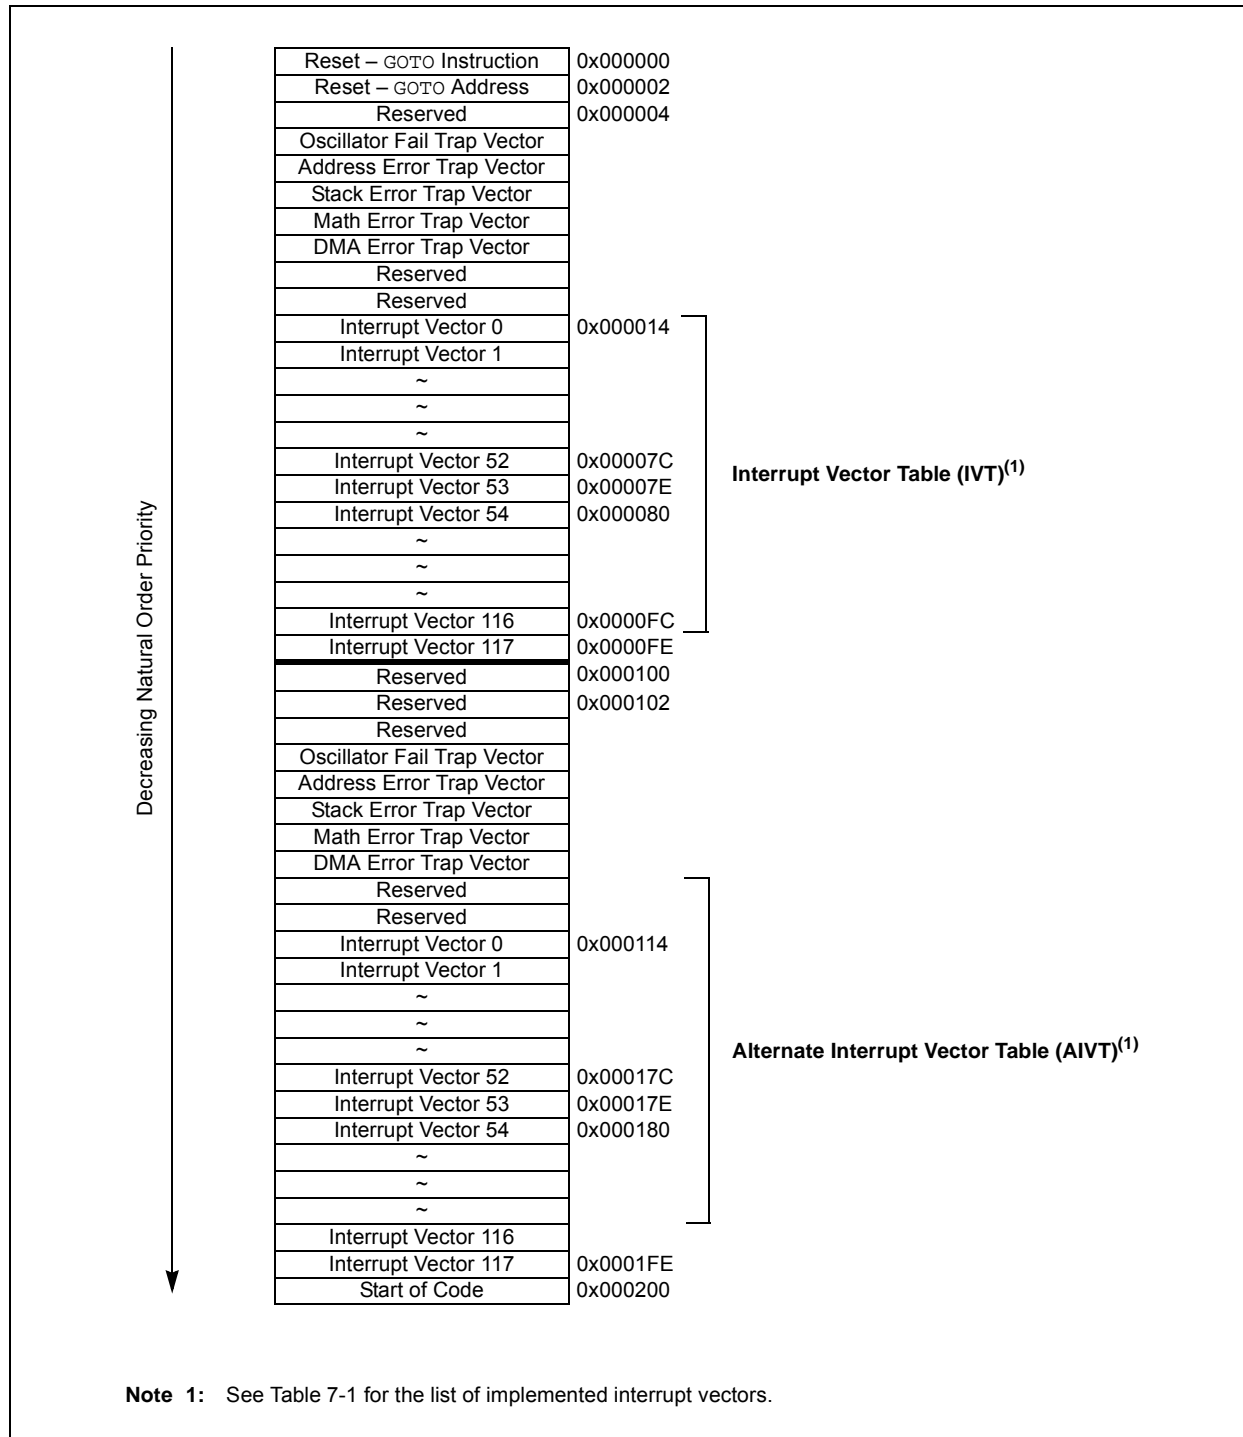 Decreasing Natural Order Priority
Reset – GOTO Instruction 0x000000
Reset – GOTO Address 0x000002
Reserved 0x000004
Oscillator Fail Trap Vector
Address Error Trap Vector
Stack Error Trap Vector
Math Error Trap Vector
DMA Error Trap Vector
Reserved
Reserved
Interrupt Vector 0 0x000014
Interrupt Vector 1
~
~
~
Interrupt Vector 52 0x00007C
Interrupt Vector 53 0x00007E
Interrupt Vector 54 0x000080
~
~
~
Interrupt Vector 116 0x0000FC
Interrupt Vector 117 0x0000FE
Interrupt Vector Table (IVT)(1)
Reserved 0x000100
Reserved 0x000102
Reserved
Oscillator Fail Trap Vector
Address Error Trap Vector
Stack Error Trap Vector
Math Error Trap Vector
DMA Error Trap Vector
Reserved
Reserved
Interrupt Vector 0 0x000114
Interrupt Vector 1
~
~
~
Interrupt Vector 52 0x00017C
Interrupt Vector 53 0x00017E
Interrupt Vector 54 0x000180
~
~
~
Interrupt Vector 116
Interrupt Vector 117 0x0001FE
Start of Code 0x000200
Alternate Interrupt Vector Table (AIVT)(1)
Note 1: See Table 7-1 for the list of implemented interrupt vectors.